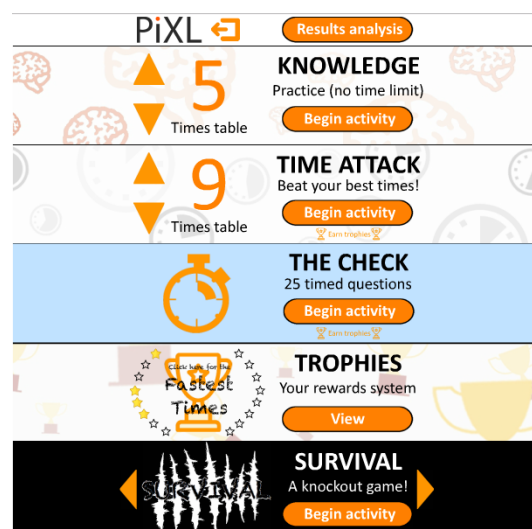 PiXL
Results analysis
5
Times table
KNOWLEDGE
Practice (no time limit)
Begin activity
9
Times table
TIME ATTACK
Beat your best times!
Begin activity
Earn trophies
THE CHECK
25 timed questions
Begin activity
Earn trophies
Click here for the
Fastest
Times
TROPHIES
Your rewards system
View
SURVIVAL
SURVIVAL
A knockout game!
Begin activity